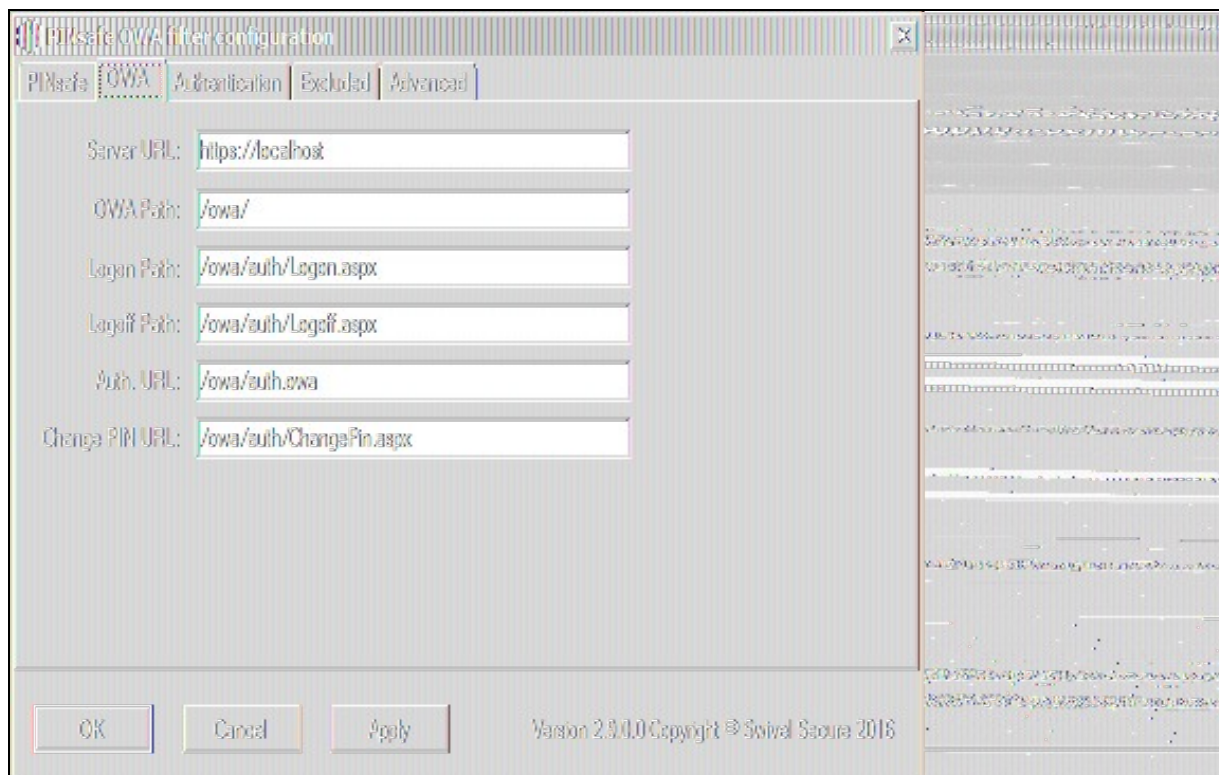 PINsafe OWA filter configuration
PINsafe OWA Authentication Excluded Advanced
Server URL: https://localhost
OWA Path: /owa/
Logon Path: /owa/auth/Logon.aspx
Logoff Path: /owa/auth/Logoff.aspx
Auth. URL: /owa/auth.owa
Change PIN URL: /owa/auth/ChangePin.aspx
OK Cancel Apply Version 2.9.0.0 Copyright © Swivel Secure 2016